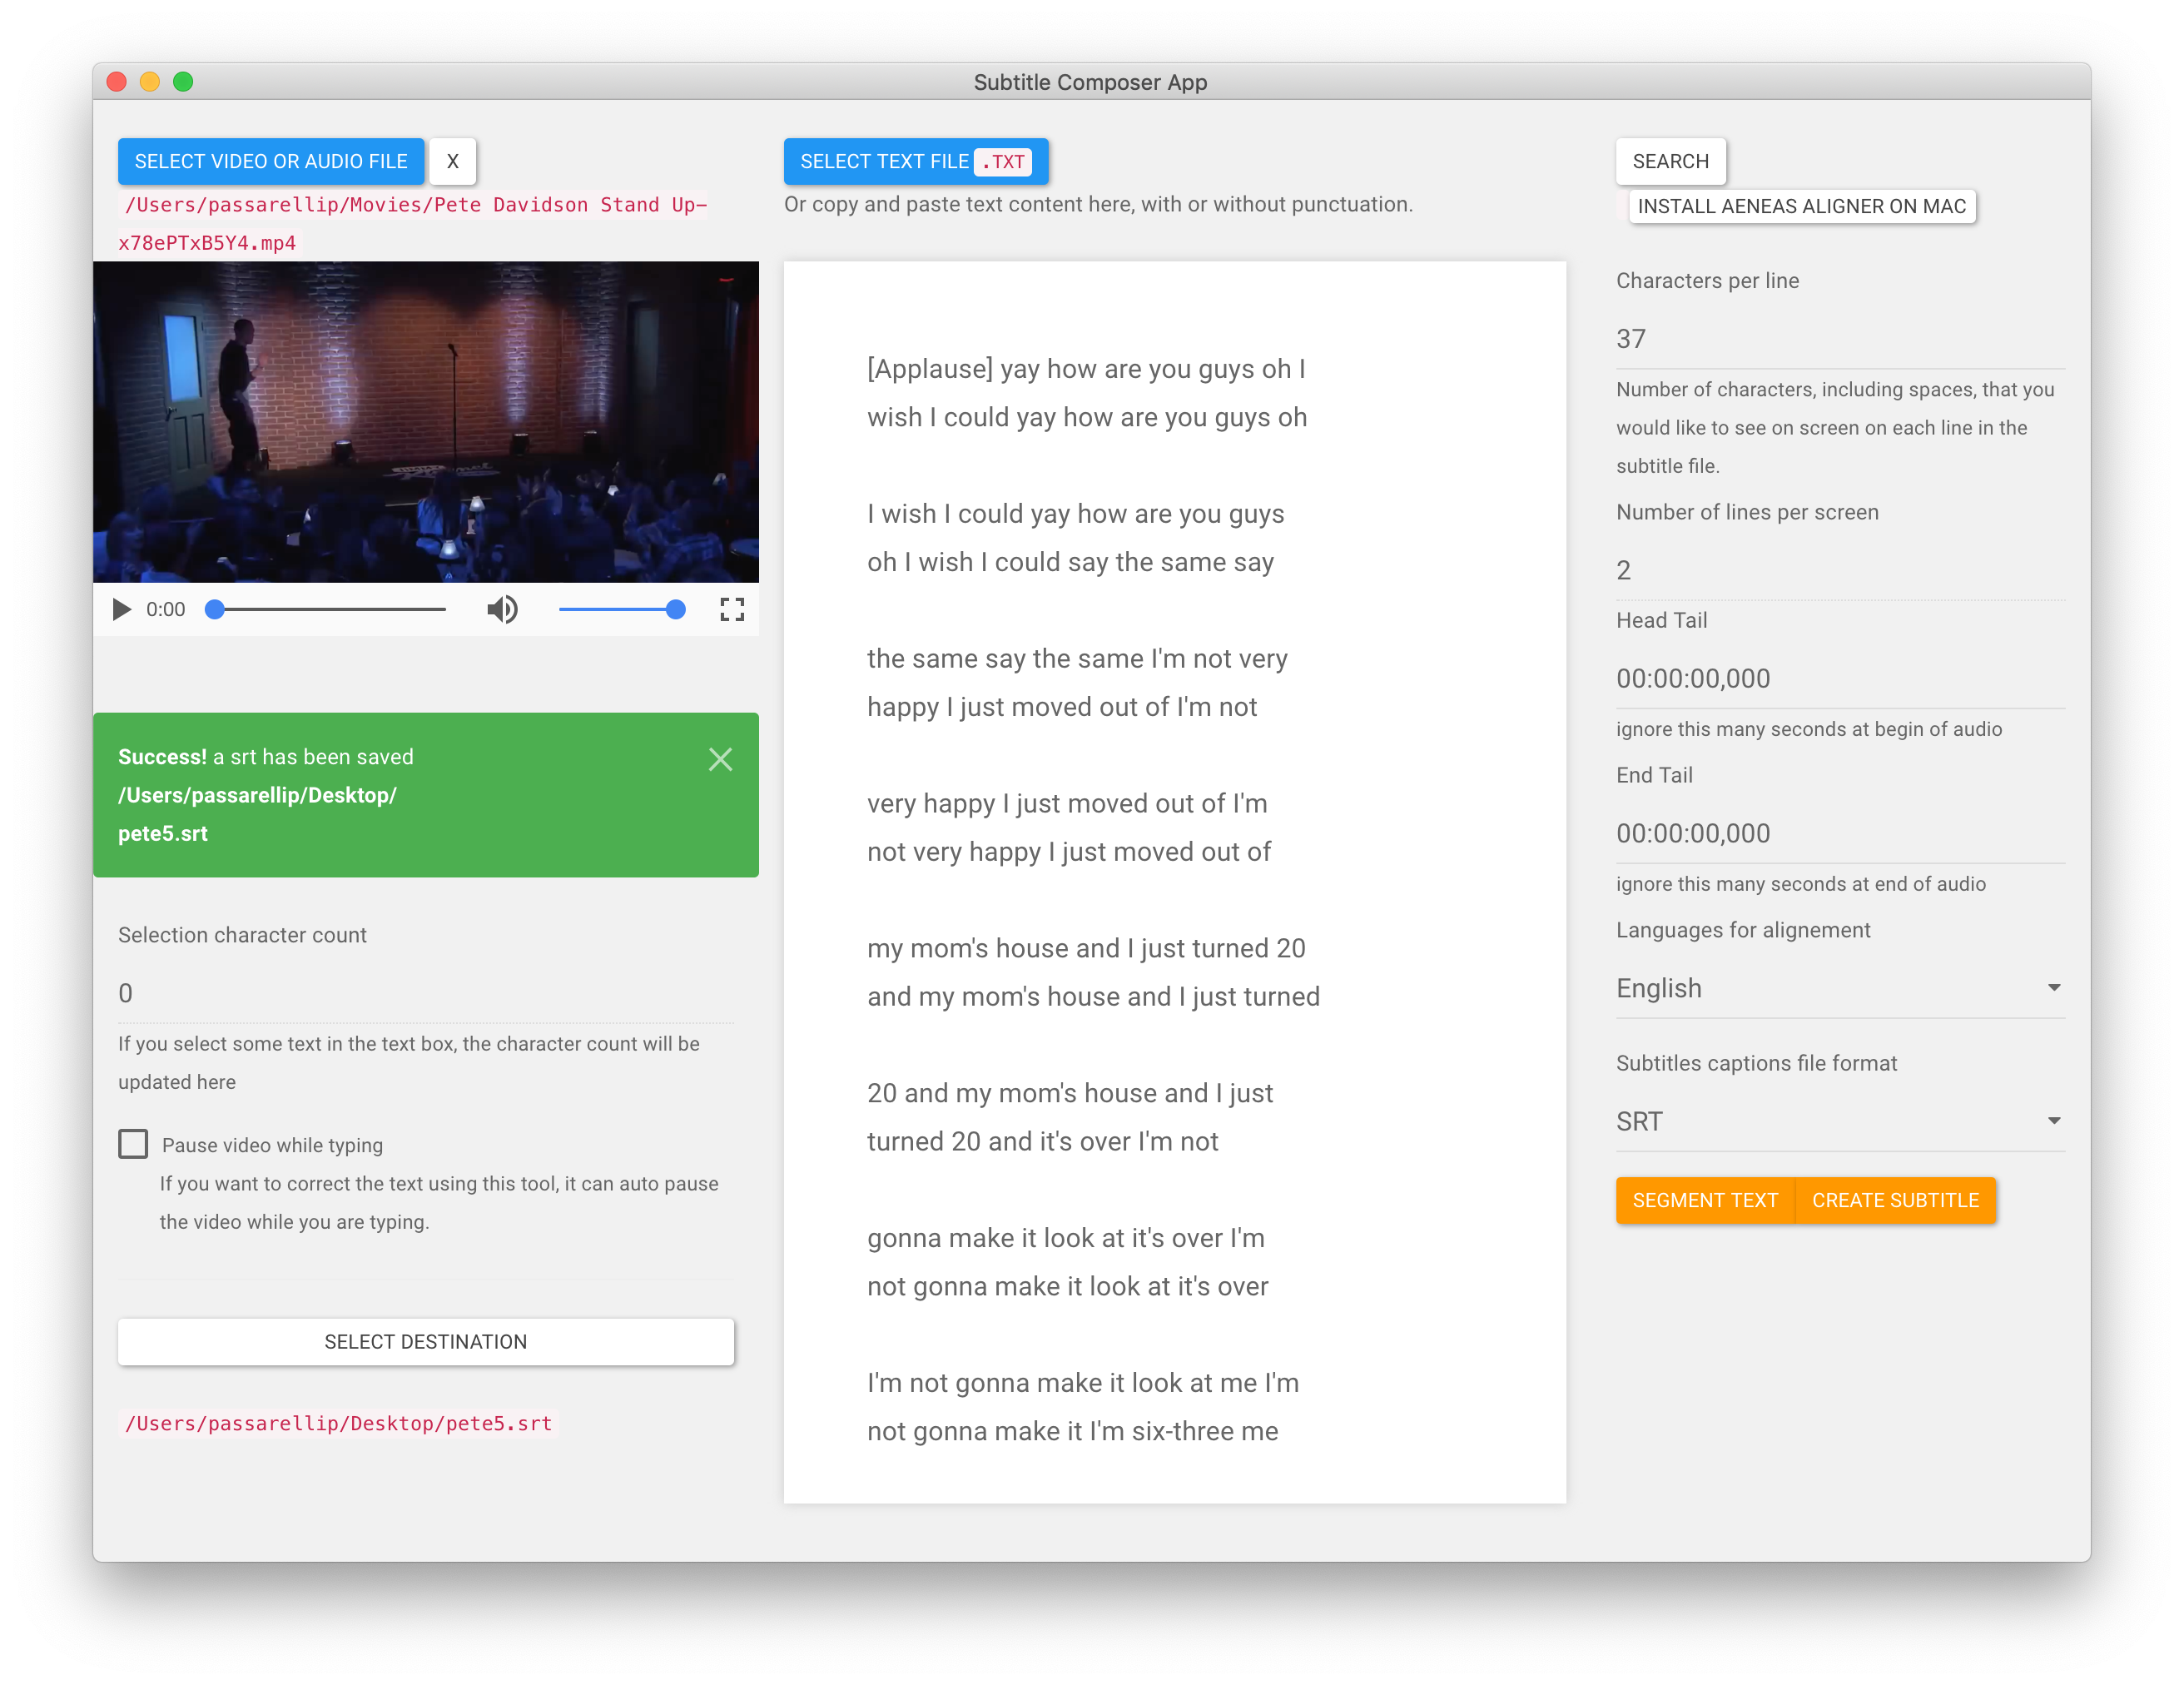 Subtitle Composer App
SELECT VIDEO OR AUDIO FILE X
/Users/passarellip/Movies/Pete Davidson Stand Up-
x78ePTxB5Y4.mp4
0:00
Success! a srt has been saved
/Users/passarellip/Desktop/
pete5.srt
Selection character count
0
If you select some text in the text box, the character count will be
updated here
Pause video while typing
If you want to correct the text using this tool, it can auto pause
the video while you are typing.
SELECT DESTINATION
/Users/passarellip/Desktop/pete5.srt
SELECT TEXT FILE .TXT
Or copy and paste text content here, with or without punctuation.
[Applause] yay how are you guys oh I
wish I could yay how are you guys oh
I wish I could yay how are you guys
oh I wish I could say the same say
the same say the same I'm not very
happy I just moved out of I'm not
very happy I just moved out of I'm
not very happy I just moved out of
my mom's house and I just turned 20
and my mom's house and I just turned
20 and my mom's house and I just
turned 20 and it's over I'm not
gonna make it look at it's over I'm
not gonna make it look at it's over
I'm not gonna make it look at me I'm
not gonna make it I'm six-three me
SEARCH
INSTALL AENEAS ALIGNER ON MAC
Characters per line
37
Number of characters, including spaces, that you
would like to see on screen on each line in the
subtitle file.
Number of lines per screen
2
Head Tail
00:00:00,000
ignore this many seconds at begin of audio
End Tail
00:00:00,000
ignore this many seconds at end of audio
Languages for alignement
English
Subtitles captions file format
SRT
SEGMENT TEXT CREATE SUBTITLE